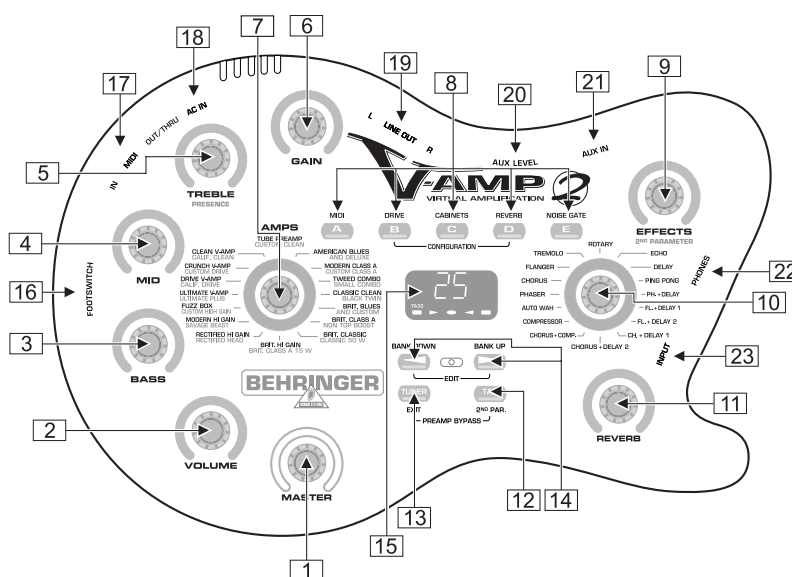 18
7
6
19
8
20
21
9
17
5
4
16
3
2
1
15
13
12
14
11
10
22
23
IN
MIDI
OUT/THRU
AC IN
L
LINE OUT
R
AUX LEVEL
AUX IN
PHONES
INPUT
FOOTSWITCH
GAIN
TREBLE
PRESENCE
MID
BASS
VOLUME
MASTER
V-AMP 2
VIRTUAL AMPLIFICATION
MIDI
DRIVE
CABINETS
REVERB
NOISE GATE
A
B
C
D
E
CONFIGURATION
AMPS
TUBE PREAMP
CUSTOM CLEAN
CLEAN V-AMP
CALIF. CLEAN
CRUNCH V-AMP
CUSTOM DRIVE
DRIVE V-AMP
CALIF. DRIVE
ULTIMATE V-AMP
ULTIMATE PLUS
FUZZ BOX
CUSTOM HIGH GAIN
MODERN HI GAIN
SAVAGE BEAST
RECTIFIED HI GAIN
RECTIFIED HEAD
BRIT. HI GAIN
BRIT. CLASS A 15 W
AMERICAN BLUES
AND DELUXE
MODERN CLASS A
CUSTOM CLASS A
TWEED COMBO
SMALL COMBO
CLASSIC CLEAN
BLACK TWIN
BRIT. BLUES
AND CUSTOM
BRIT. CLASS A
NON TOP BOOST
BRIT. CLASSIC
CLASSIC 50 W
25
BANK DOWN
BANK UP
EDIT
TUNER
TA
EXIT
2ND PAR.
PREAMP BYPASS
BEHRINGER
EFFECTS
2ND PARAMETER
ROTARY
TREMOLO
FLANGER
CHORUS
PHASER
AUTO WAH
COMPRESSOR
CHORUS+COMP.
CHORUS + DELAY 2
ECHO
DELAY
PING PONG
PH.+DELAY
FL.+DELAY 1
FL.+DELAY 2
CH.+DELAY 1
REVERB